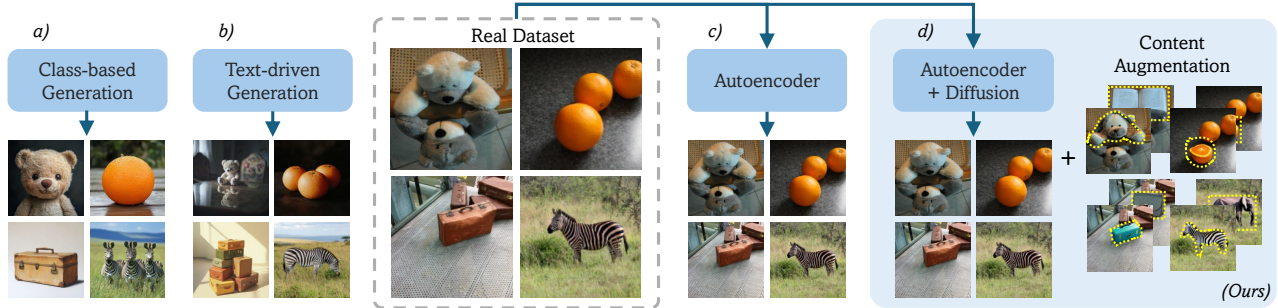 a)
Class-based
Generation
b)
Text-driven
Generation
Real Dataset
c)
Autoencoder
d)
Autoencoder
+ Diffusion
Content
Augmentation
+
(Ours)